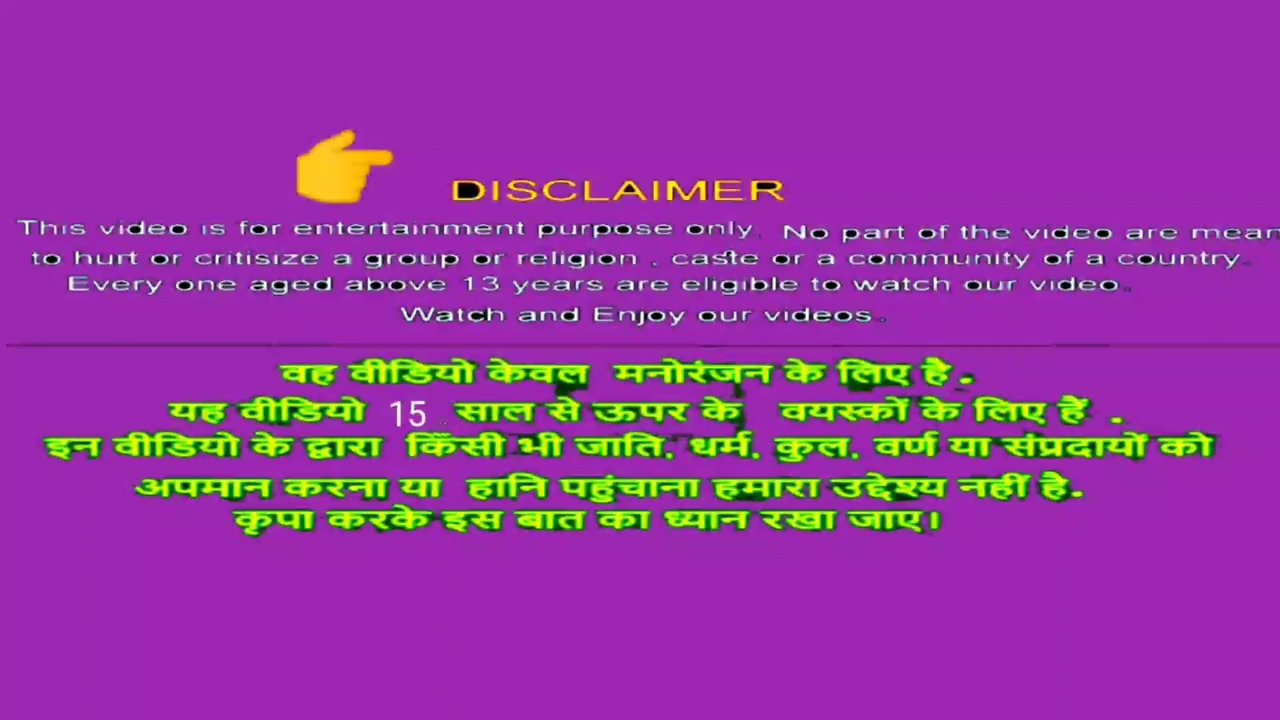 DISCLAIMER
This video is for entertainment purpose only. No part of the video are mean
to hurt or critisize a group or religion , caste or a community of a country.
Every one aged above 13 years are eligible to watch our video.
Watch and Enjoy our videos.
वह वीडियो केवल मनोरंजन के लिए है .
यह वीडियो 15 साल से ऊपर के वयस्कों के लिए हैं .
इन वीडियो के द्वारा किसी भी जाति, धर्म, कुल, वर्ण या संप्रदायों को
अपमान करना या हानि पहुंचाना हमारा उद्देश्य नहीं है.
कृपा करके इस बात का ध्यान रखा जाए।